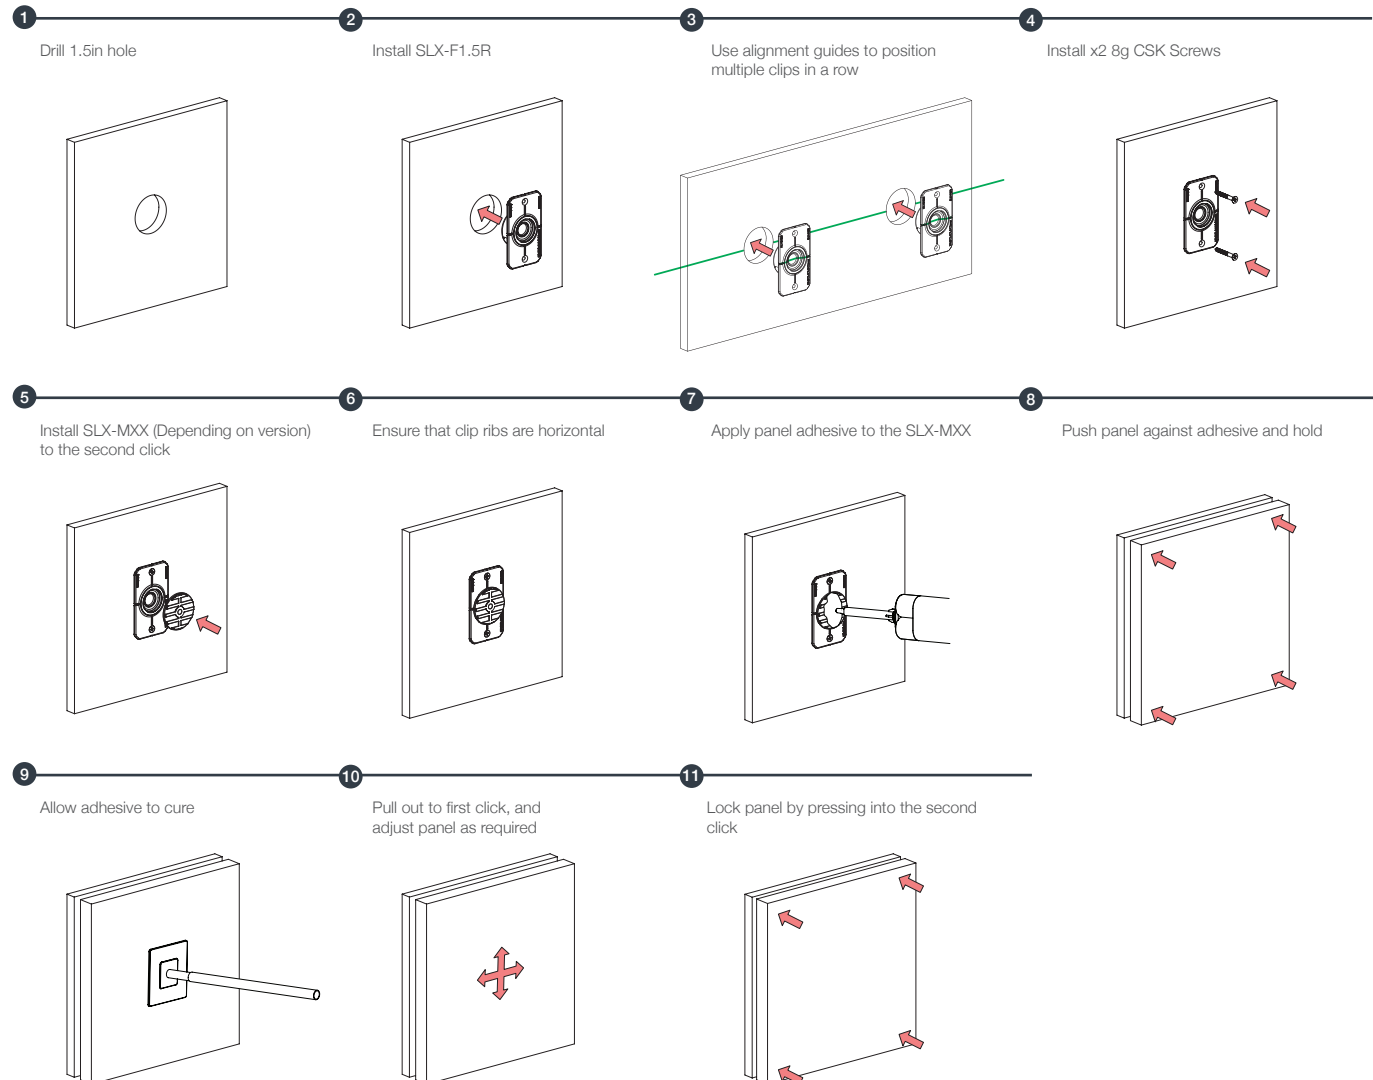 1
Drill 1.5in hole
2
Install SLX-F1.5R
3
Use alignment guides to position
multiple clips in a row
4
Install x2 8g CSK Screws
5
Install SLX-MXX (Depending on version)
to the second click
6
Ensure that clip ribs are horizontal
7
Apply panel adhesive to the SLX-MXX
8
Push panel against adhesive and hold
9
Allow adhesive to cure
10
Pull out to first click, and
adjust panel as required
11
Lock panel by pressing into the second
click